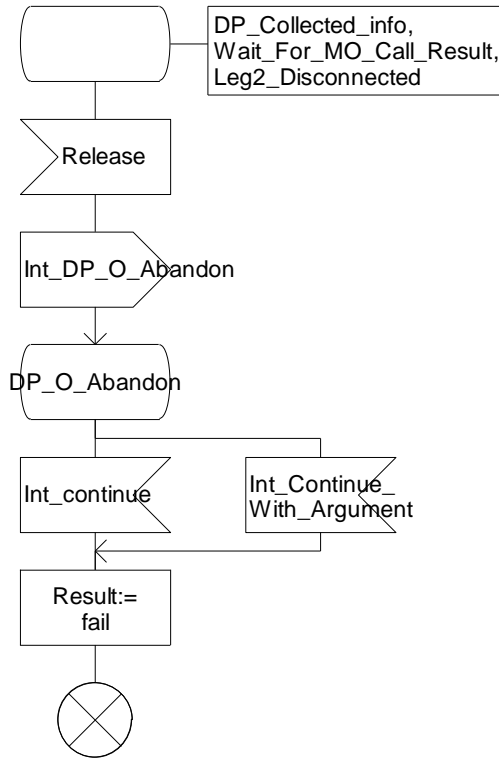 DP_Collected_info,
Wait_For_MO_Call_Result,
Leg2_Disconnected
Release
Int_DP_O_Abandon
DP_O_Abandon
Int_continue
Int_Continue_
With_Argument
Result:=
fail